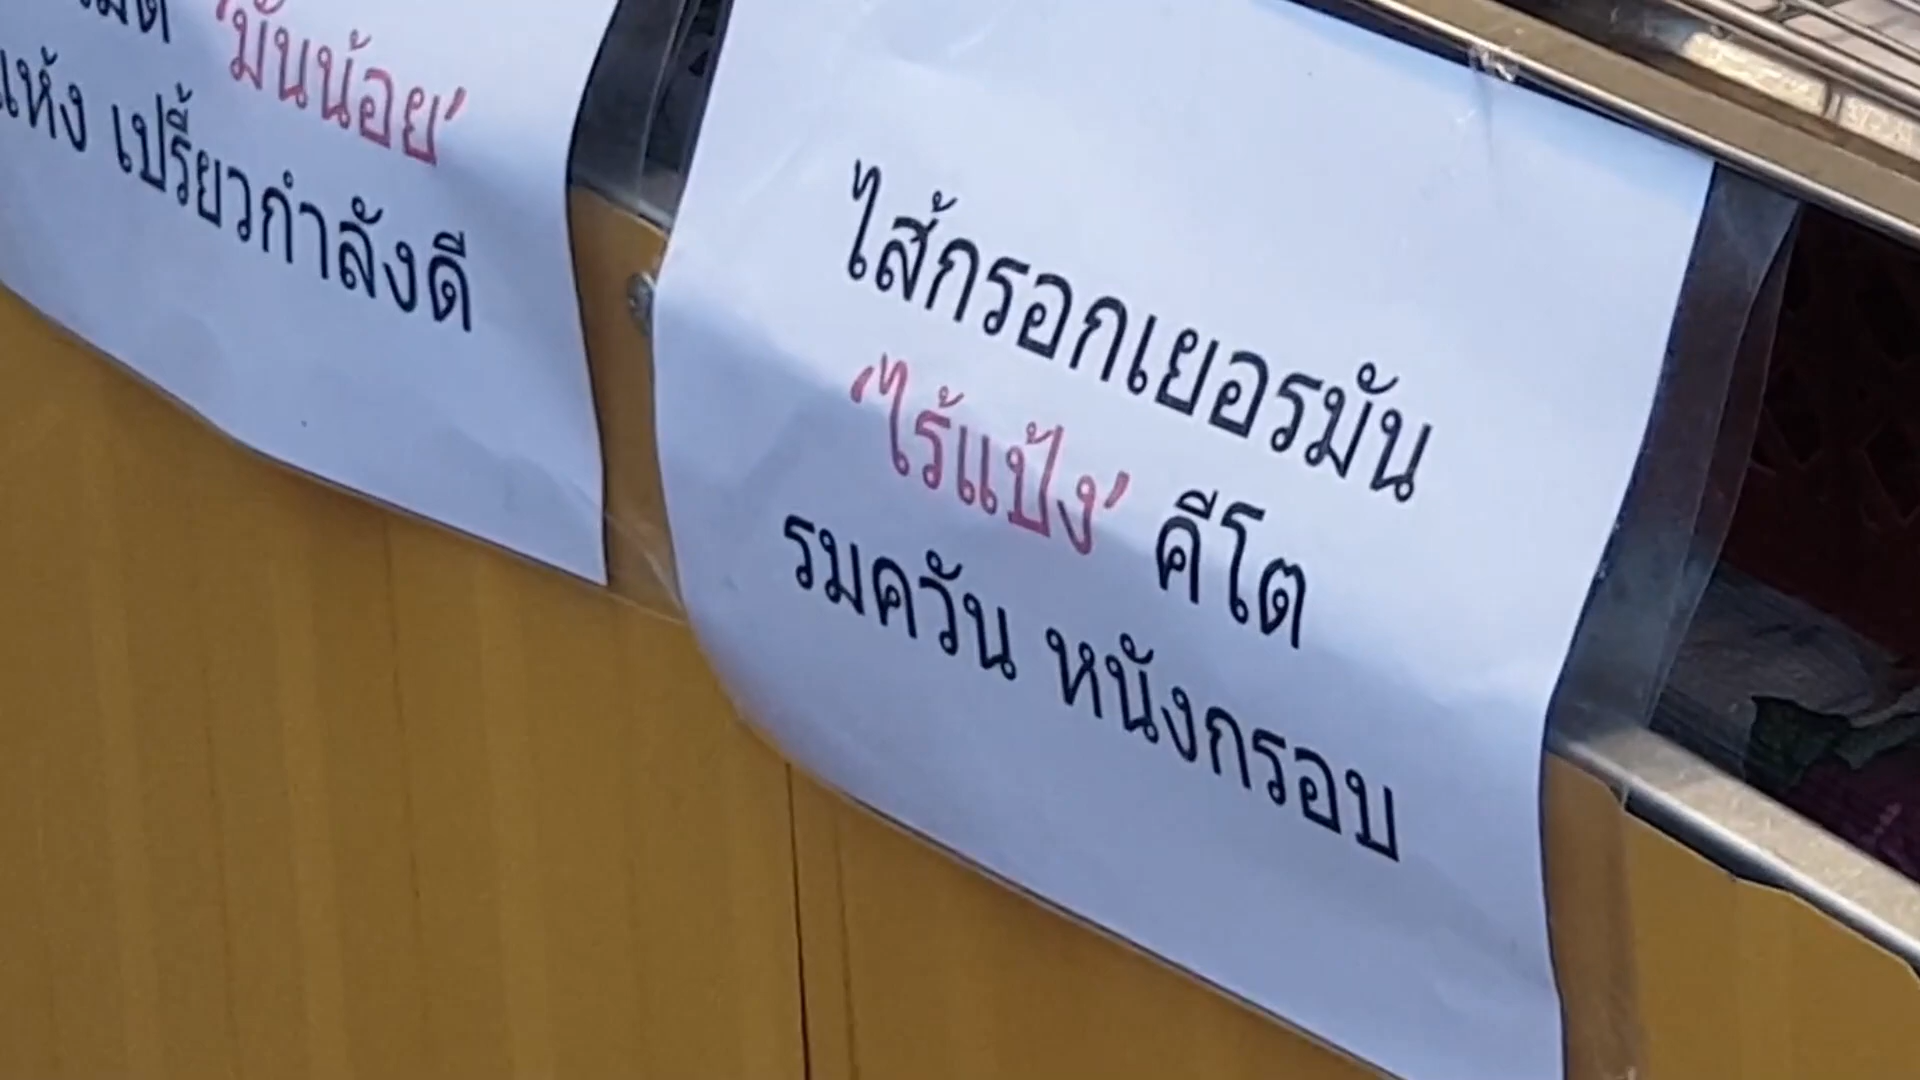 'มันน้อย'
แห้ง เปรี้ยวกำลังดี
ไส้กรอกเยอรมัน
'ไร้แป้ง' คีโต
รมควัน หนังกรอบ